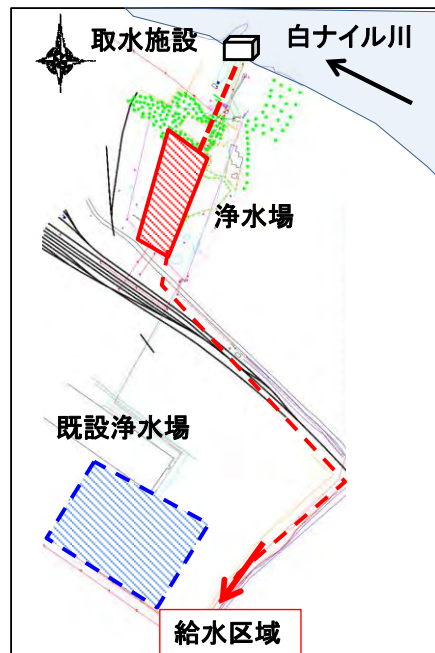 取水施設
白ナイル川
浄水場
既設浄水場
給水区域